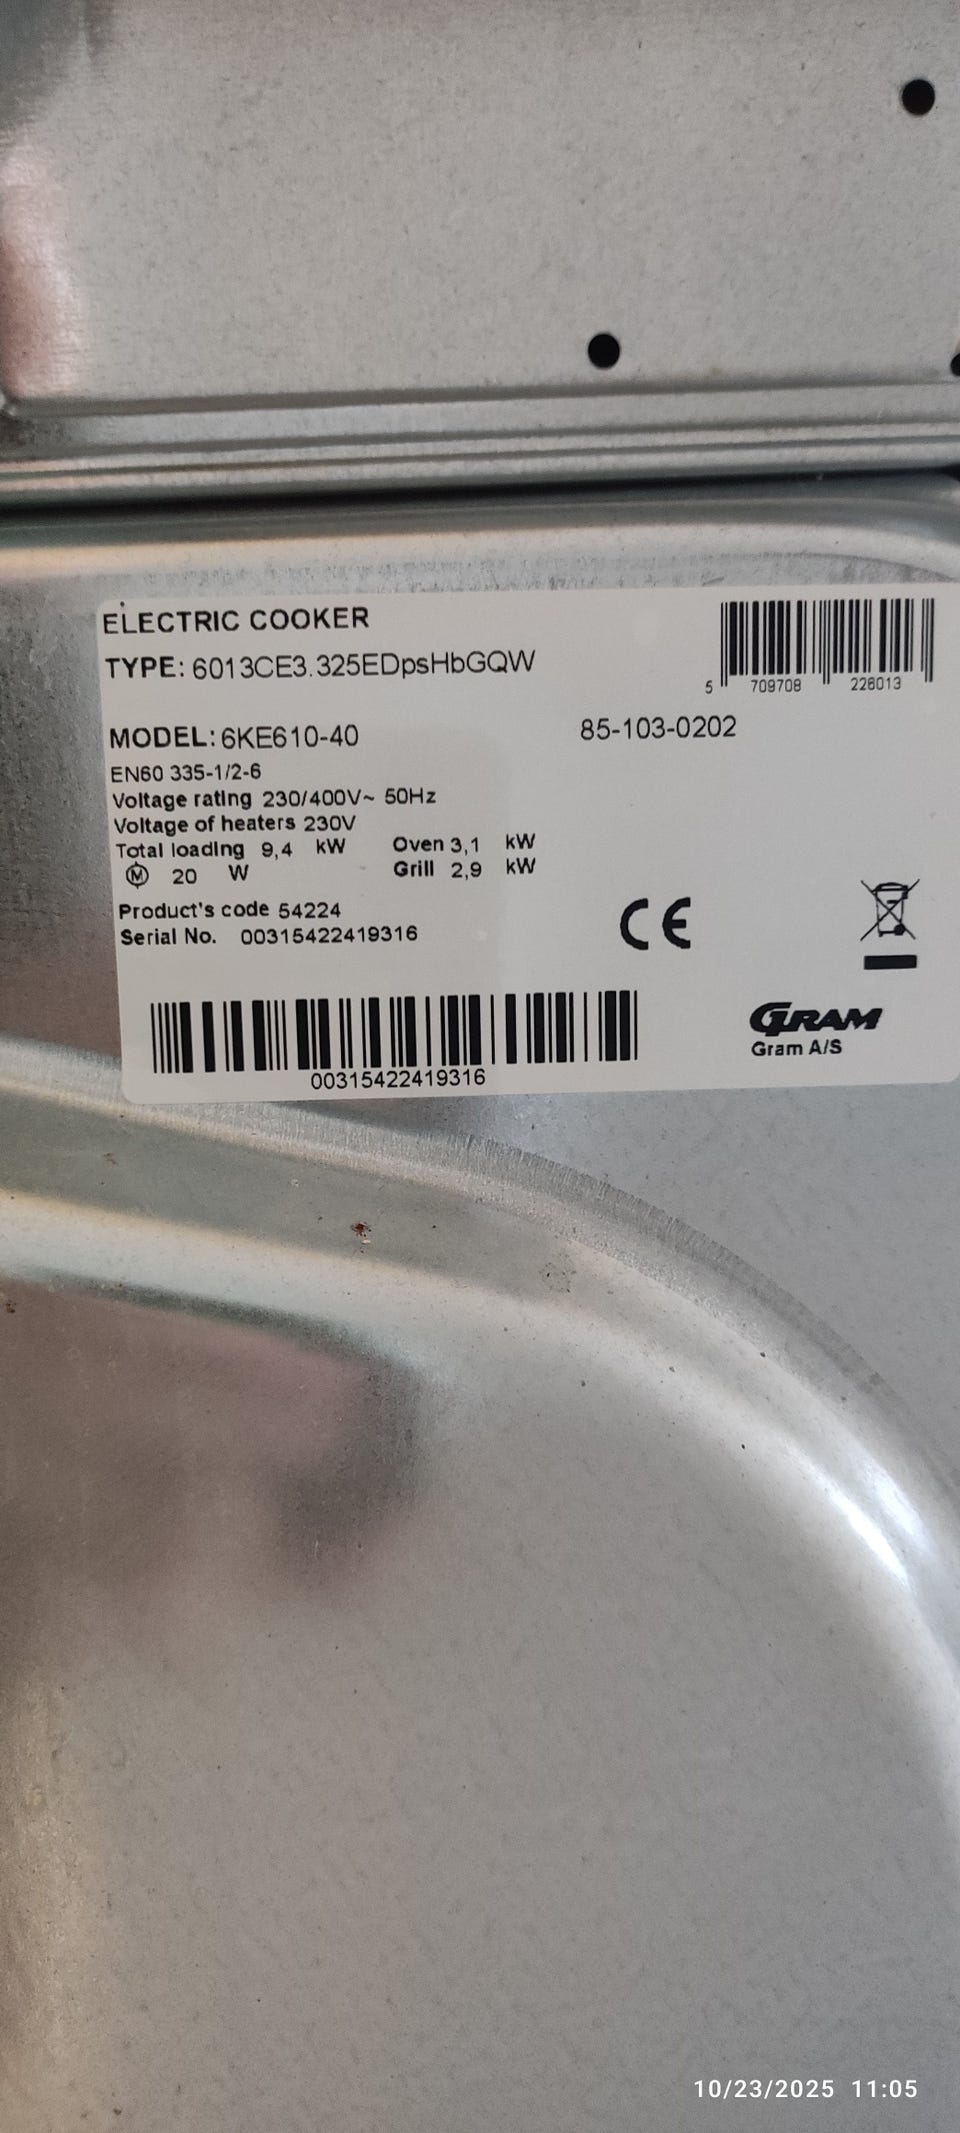 ELECTRIC COOKER
TYPE: 6013CE3.325EDpsHbGQW
5 709708 226013
MODEL: 6KE610-40
85-103-0202
EN60 335-1/2-6
Voltage rating 230/400V~ 50Hz
Voltage of heaters 230V
Total loading 9,4 kW Oven 3,1 kW
M 20 W Grill 2,9 kW
Product's code 54224
Serial No. 00315422419316
CE
00315422419316
GRAM
Gram A/S
10/23/2025 11:05